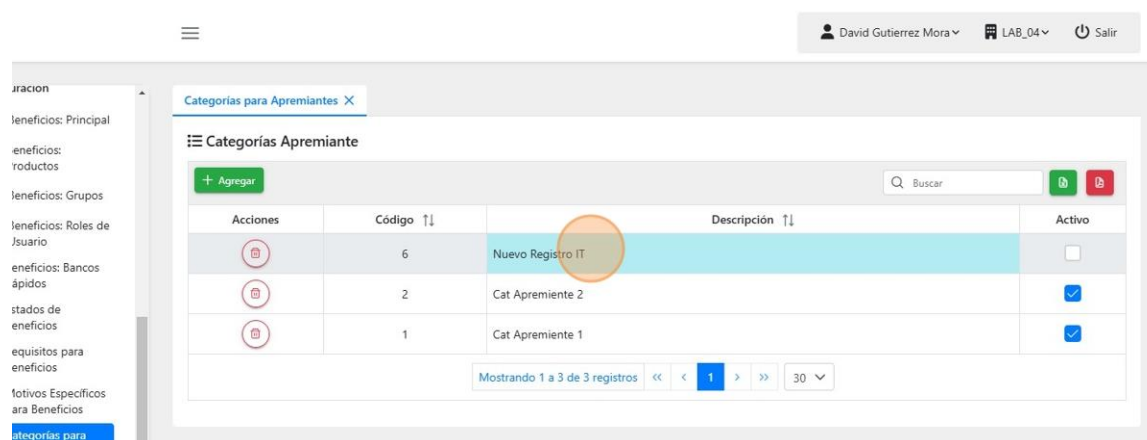 David Gutierrez Mora
LAB_04
Salir
uración
Beneficios: Principal
eneficios:
roductos
Beneficios: Grupos
Beneficios: Roles de
Usuario
eneficios: Bancos
ápidos
stados de
eneficios
equisitos para
eneficios
Motivos Específicos
ara Beneficios
ategorías para
Categorías para Apremiantes
Categorías Apremiante
+ Agregar
Buscar
Acciones Código Descripción Activo
6 Nuevo Registro IT
2 Cat Apremiente 2
1 Cat Apremiente 1
Mostrando 1 a 3 de 3 registros << < 1 > >> 30